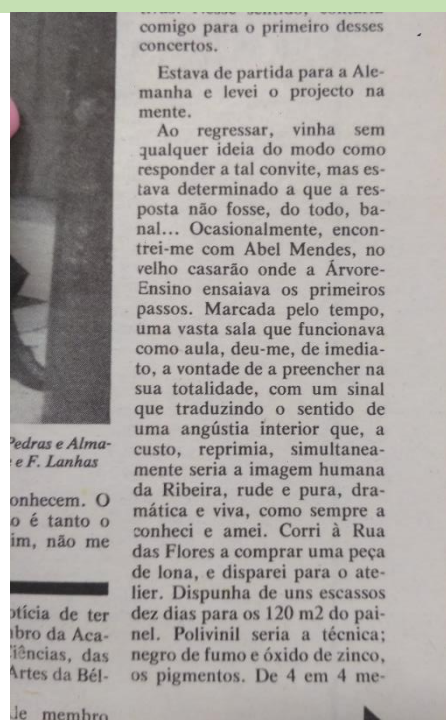 comigo para o primeiro desses
concertos.
Estava de partida para a Ale-
manha e levei o projecto na
mente.
Ao regressar, vinha sem
qualquer ideia do modo como
responder a tal convite, mas es-
tava determinado a que a res-
posta não fosse, do todo, ba-
nal... Ocasionalmente, encon-
trei-me com Abel Mendes, no
velho casarão onde a Árvore-
Ensino ensaiava os primeiros
passos. Marcada pelo tempo,
uma vasta sala que funcionava
como aula, deu-me, de imedia-
to, a vontade de a preencher na
sua totalidade, com um sinal
que traduzindo o sentido de
uma angústia interior que, a
custo, reprimia, simultanea-
mente seria a imagem humana
da Ribeira, rude e pura, dra-
mática e viva, como sempre a
conheci e amei. Corri à Rua
das Flores a comprar uma peça
de lona, e disparei para o ate-
lier. Dispunha de uns escassos
dez dias para os 120 m2 do pai-
nel. Polivinil seria a técnica;
negro de fumo e óxido de zinco,
os pigmentos. De 4 em 4 me-
Pedras e Alma-
e F. Lanhas
onhecem. O
o é tanto o
im, não me
otícia de ter
bro da Aca-
iências, das
Artes da Bél-
le membro